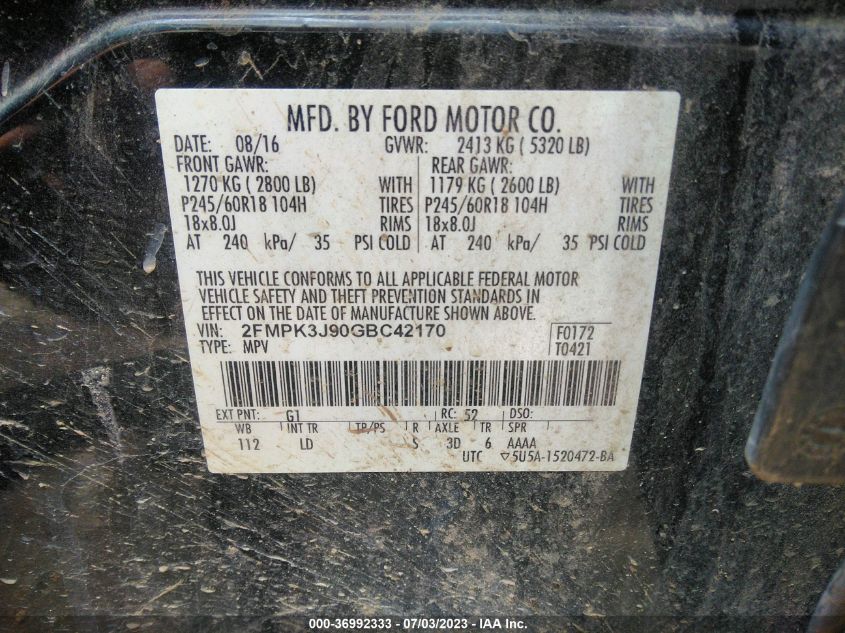 MFD. BY FORD MOTOR CO.
DATE: 08/16 GVWR: 2413 KG ( 5320 LB)
FRONT GAWR: REAR GAWR:
1270 KG ( 2800 LB) WITH 1179 KG ( 2600 LB) WITH
P245/60R18 104H TIRES P245/60R18 104H TIRES
18x8.0J RIMS 18x8.0J RIMS
AT 240 kPa/ 35 PSI COLD AT 240 kPa/ 35 PSI COLD
THIS VEHICLE CONFORMS TO ALL APPLICABLE FEDERAL MOTOR
VEHICLE SAFETY AND THEFT PREVENTION STANDARDS IN
EFFECT ON THE DATE OF MANUFACTURE SHOWN ABOVE.
VIN: 2FMPK3J90GBC42170 F0172
TYPE: MPV T0421
EXT PNT: G1 RC: 52 DSO:
WB INT TR TP/PS R AXLE TR SPR
112 LD S 3D 6 AAAA
UTC ▽5U5A-1520472-BA
000-36992333 - 07/03/2023 - IAA Inc.